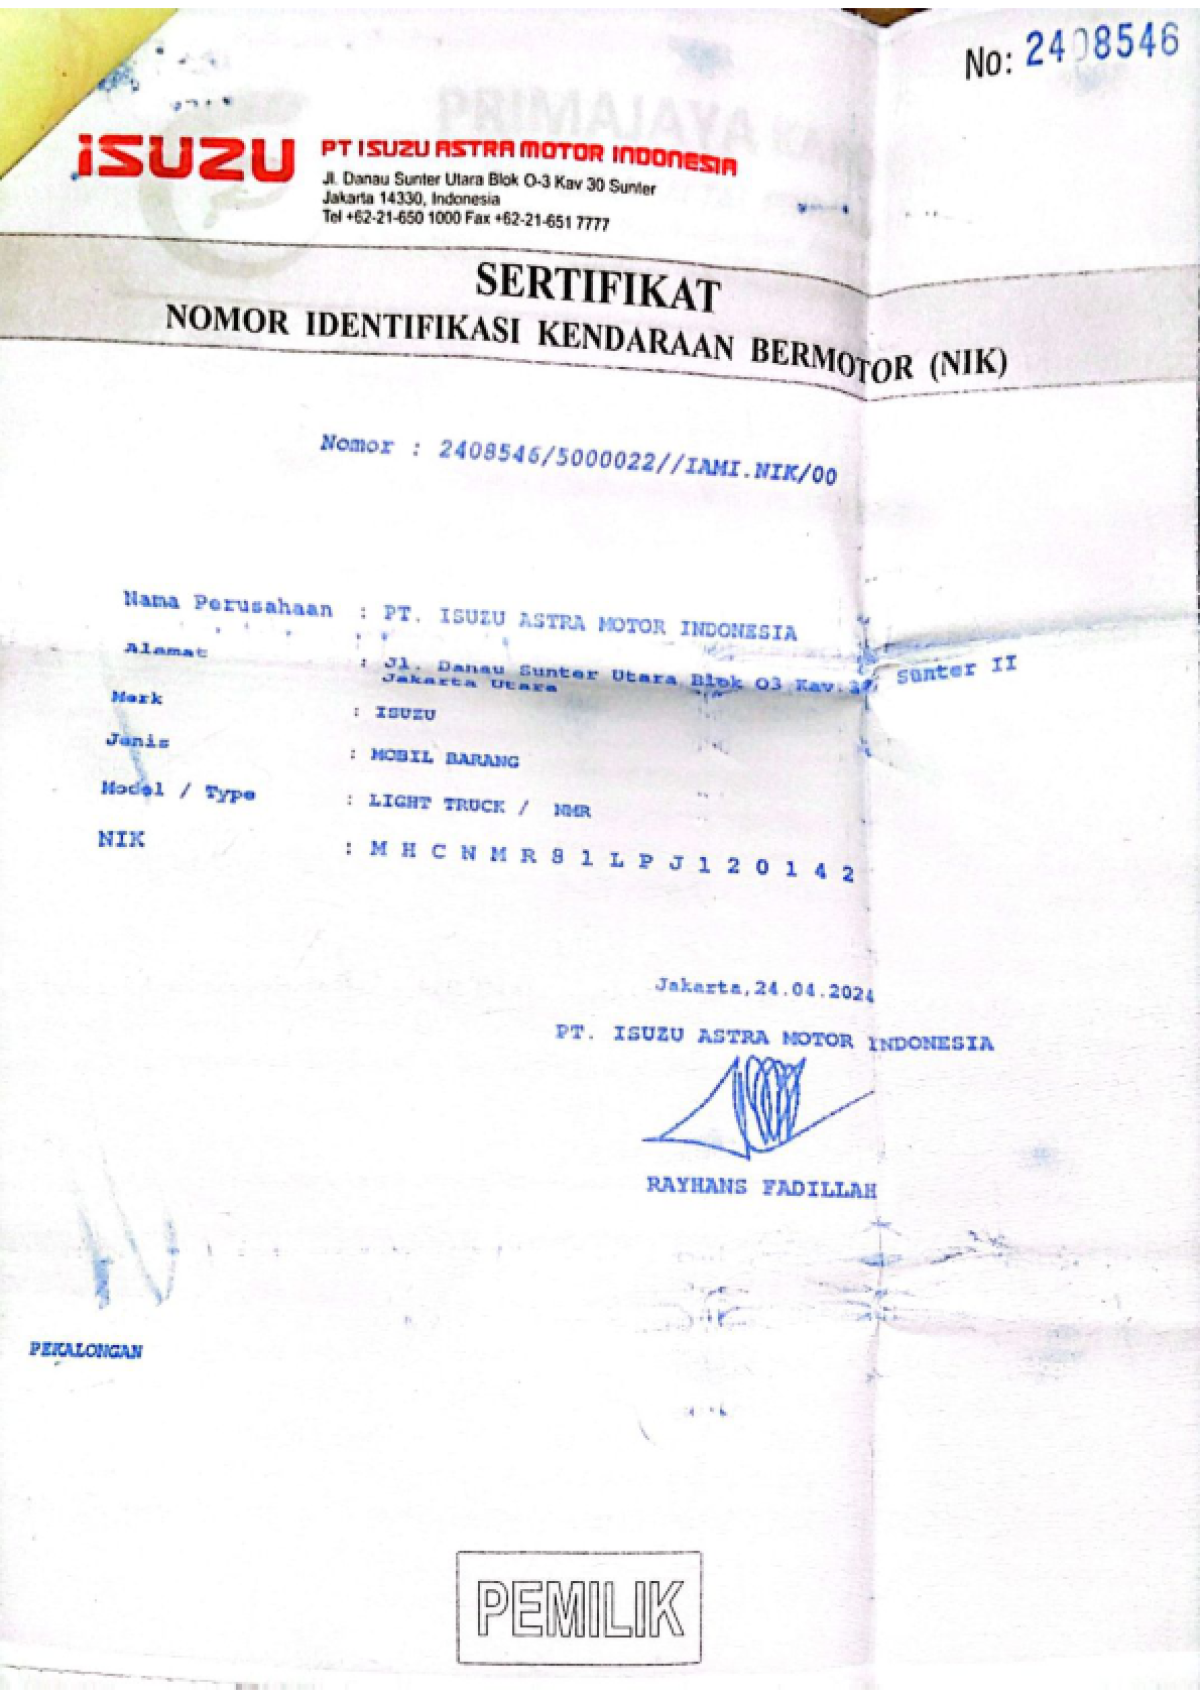 No: 2408546
ISUZU
PT ISUZU ASTRA MOTOR INDONESIA
Jl. Danau Sunter Utara Blok O-3 Kav 30 Sunter
Jakarta 14330, Indonesia
Tel +62-21-650 1000 Fax +62-21-651 7777
PRIMAJAYA
SERTIFIKAT
NOMOR IDENTIFIKASI KENDARAAN BERMOTOR (NIK)
Nomor : 2408546/5000022//IAMI.NIK/00
Nama Perusahaan : PT. ISUZU ASTRA MOTOR INDONESIA
Alamat : Jl. Danau Sunter Utara Blok O3 Kav. Sunter II
Jakarta Utara
Merk : ISUZU
Jenis : MOBIL BARANG
Model / Type : LIGHT TRUCK / NMR
NIK : M H C N M R 8 1 L P J 1 2 0 1 4 2
Jakarta,24.04.2024
PT. ISUZU ASTRA MOTOR INDONESIA
RAYHANS FADILLAH
PEKALONGAN
PEMILIK